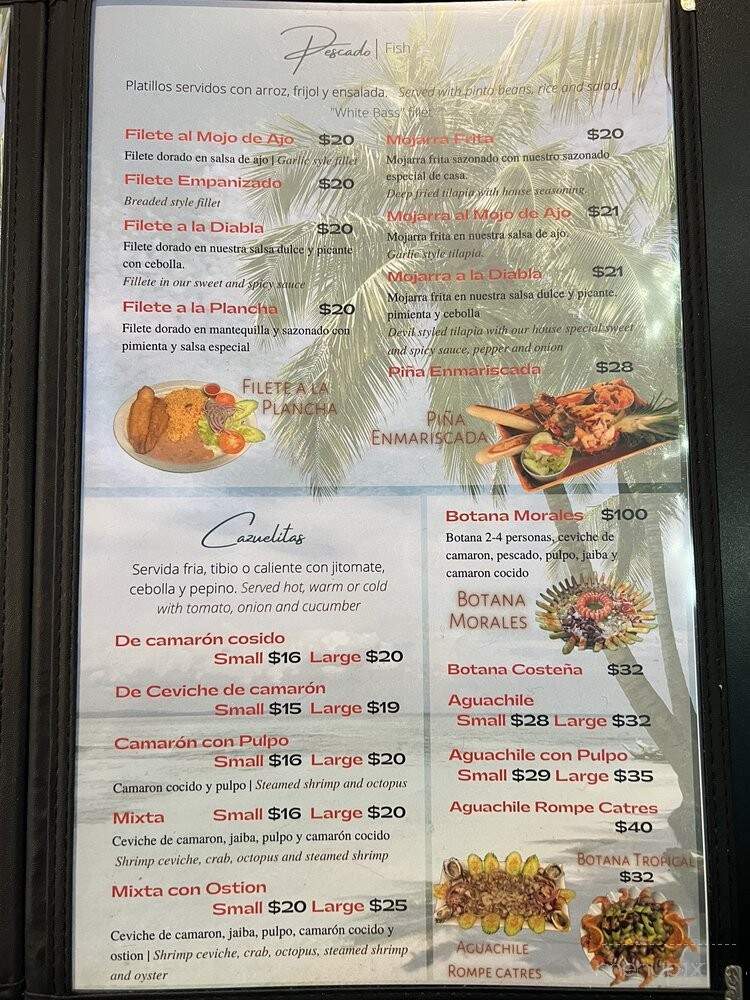 Pescado | Fish
Platillos servidos con arroz, frijol y ensalada. Served with pinto beans, rice and salad,
"White Bass" fillet
Filete al Mojo de Ajo $20
Filete dorado en salsa de ajo | Garlic syle fillet
Filete Empanizado $20
Breaded style fillet
Filete a la Diabla $20
Filete dorado en nuestra salsa dulce y picante
con cebolla.
Fillete in our sweet and spicy sauce
Filete a la Plancha $20
Filete dorado en mantequilla y sazonado con
pimienta y salsa especial
FILETE A LA
PLANCHA
Mojarra Frita $20
Mojarra frita sazonado con nuestro sazonado
especial de casa.
Deep fried tilapia with house seasoning.
Mojarra al Mojo de Ajo $21
Mojarra frita en nuestra salsa de ajo.
Garlic style tilapia.
Mojarra a la Diabla $21
Mojarra frita en nuestra salsa dulce y picante.
pimienta y cebolla
Devil styled tilapia with our house special sweet
and spicy sauce, pepper and onion
Piña Enmariscada $28
PIÑA
ENMARISCADA
Cazuelitas
Servida fria, tibio o caliente con jitomate,
cebolla y pepino. Served hot, warm or cold
with tomato, onion and cucumber
De camarón cosido
Small $16 Large $20
De Ceviche de camarón
Small $15 Large $19
Camarón con Pulpo
Small $16 Large $20
Camaron cocido y pulpo | Steamed shrimp and octopus
Mixta Small $16 Large $20
Ceviche de camaron, jaiba, pulpo y camarón cocido
Shrimp ceviche, crab, octopus and steamed shrimp
Mixta con Ostion
Small $20 Large $25
Ceviche de camaron, jaiba, pulpo, camarón cocido y
ostion | Shrimp ceviche, crab, octopus, steamed shrimp
and oyster
Botana Morales $100
Botana 2-4 personas, ceviche de
camaron, pescado, pulpo, jaiba y
camaron cocido
BOTANA
MORALES
Botana Costeña $32
Aguachile
Small $28 Large $32
Aguachile con Pulpo
Small $29 Large $35
Aguachile Rompe Catres
$40
BOTANA TROPICAL
$32
AGUACHILE
ROMPE CATRES